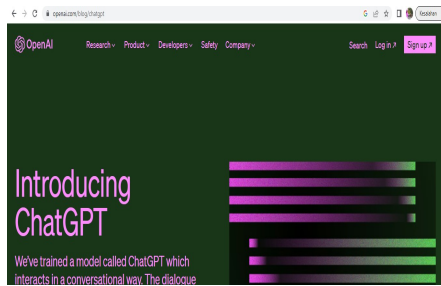 openai.com/blog/chatgpt
Kesalahan
OpenAI
Research Product Developers Safety Company
Search Log in ↗ Sign up ↗
Introducing
ChatGPT
We've trained a model called ChatGPT which
interacts in a conversational way. The dialogue